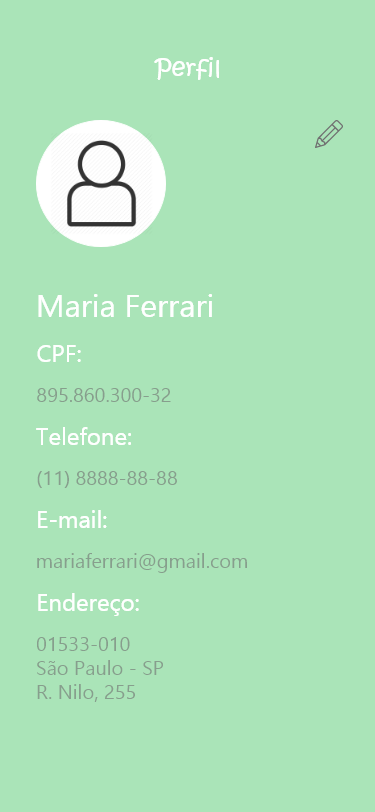 Perfil
Maria Ferrari
CPF:
895.860.300-32
Telefone:
(11) 8888-88-88
E-mail:
mariaferrari@gmail.com
Endereço:
01533-010
São Paulo - SP
R. Nilo, 255